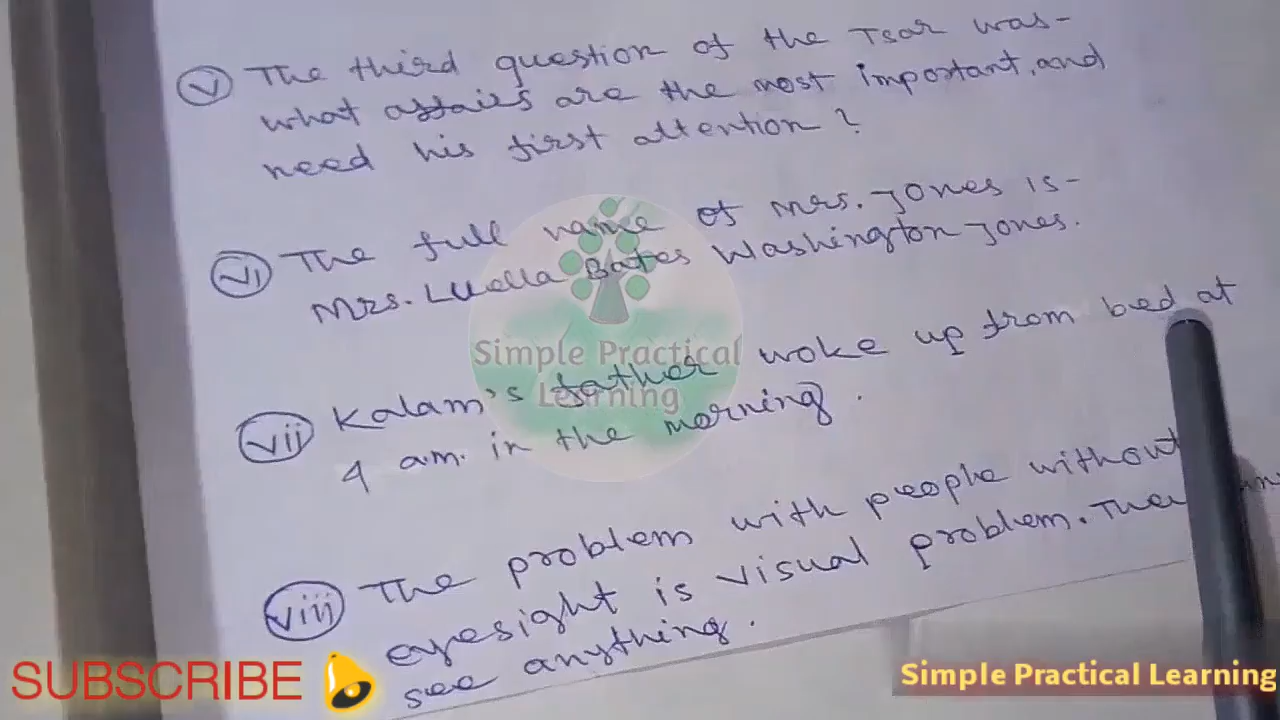 v The third question of the Tsar was-
what affairs are the most important, and
need his first attention?
vi The full name of Mrs. Jones is-
Mrs. Luella Bates Washington Jones.
vii Kalam's father woke up from bed at
4 a.m. in the morning.
viii The problem with people without
eyesight is visual problem.
see anything.
Simple Practical
Learning
SUBSCRIBE
Simple Practical Learning